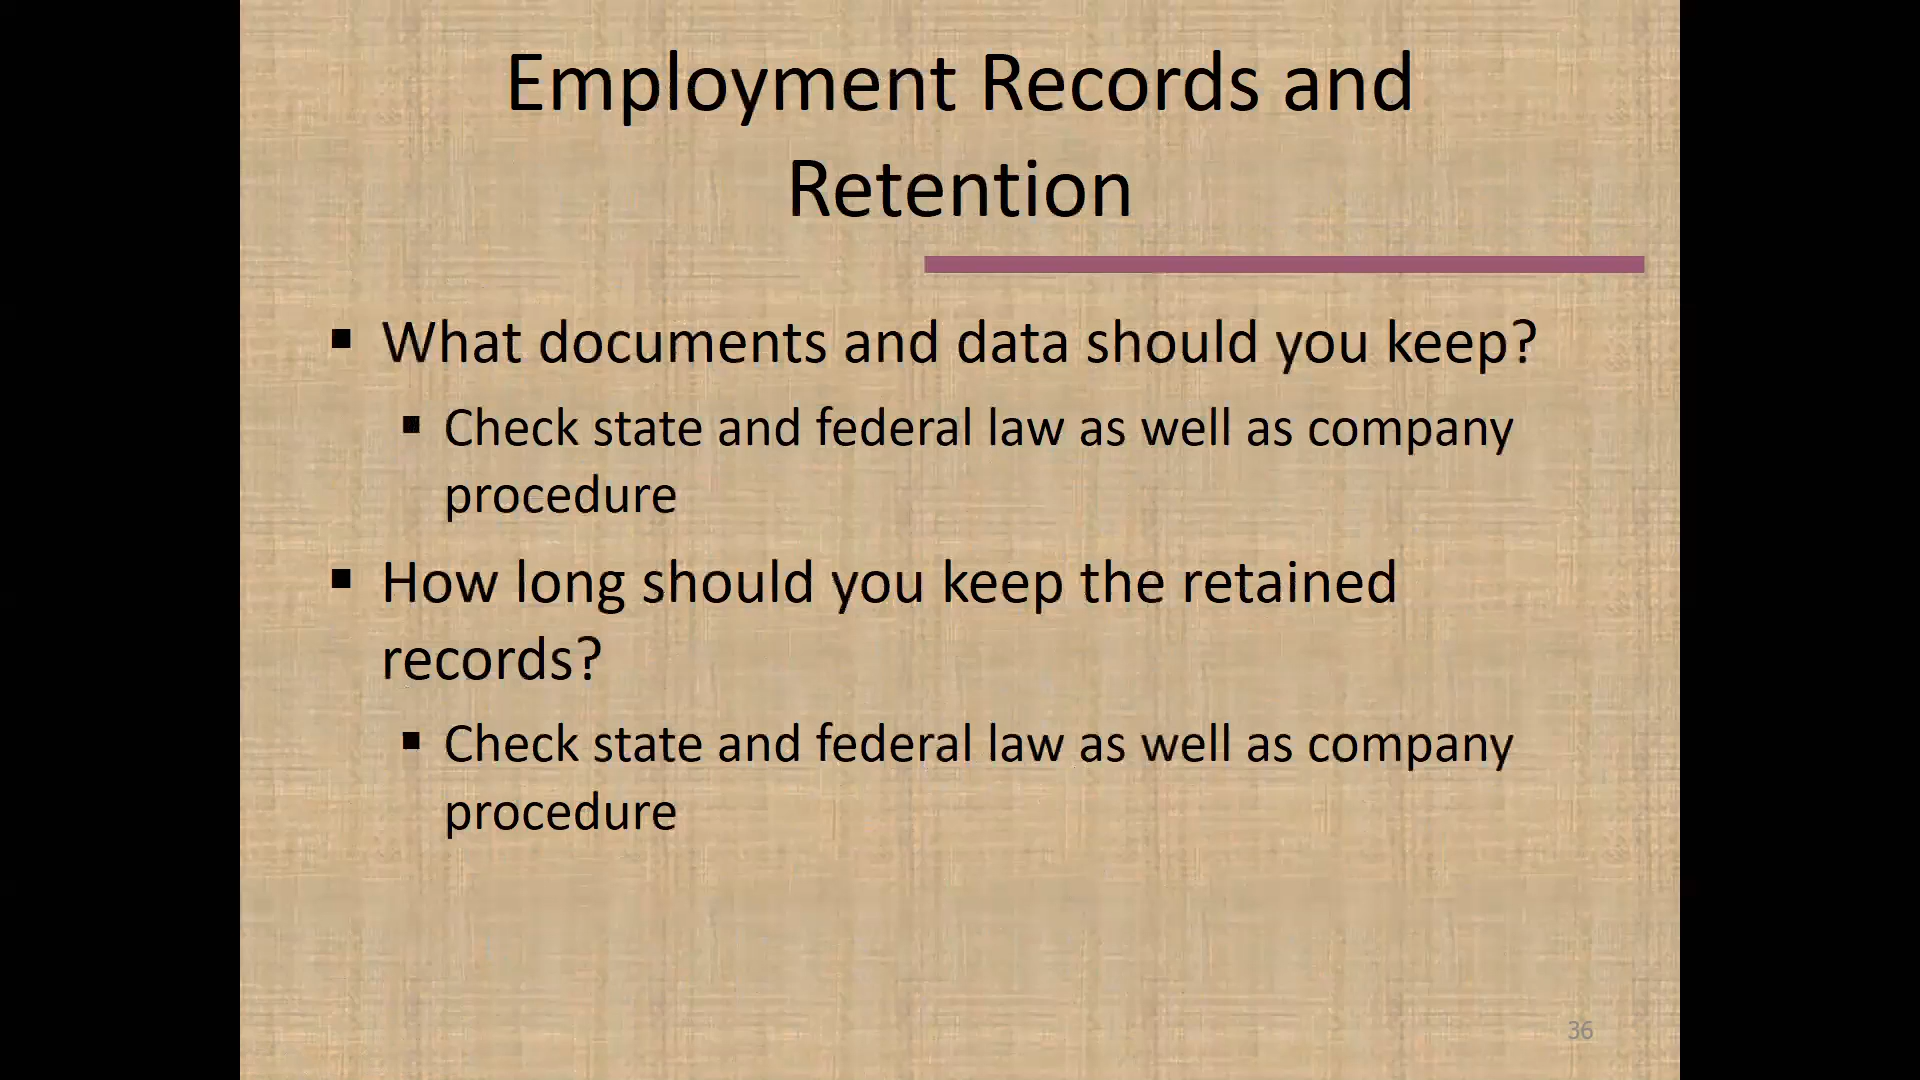 Employment Records and
Retention
▪ What documents and data should you keep?
▪ Check state and federal law as well as company
procedure
▪ How long should you keep the retained
records?
▪ Check state and federal law as well as company
procedure
36